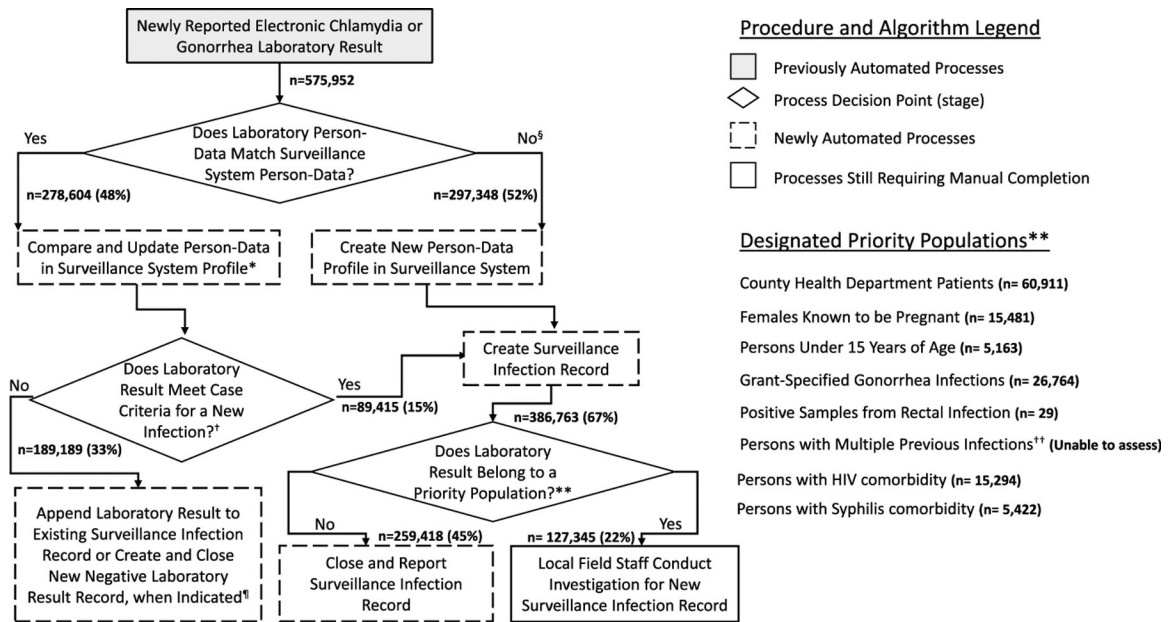 Newly Reported Electronic Chlamydia or
Gonorrhea Laboratory Result
n=575,952
Does Laboratory Person-
Data Match Surveillance
System Person-Data?
Yes
No§
n=278,604 (48%)
n=297,348 (52%)
Compare and Update Person-Data
in Surveillance System Profile*
Create New Person-Data
Profile in Surveillance System
Does Laboratory
Result Meet Case
Criteria for a New
Infection?†
No
Yes
n=89,415 (15%)
n=189,189 (33%)
Create Surveillance
Infection Record
n=386,763 (67%)
Does Laboratory
Result Belong to a
Priority Population?**
No
Yes
n=259,418 (45%)
n= 127,345 (22%)
Append Laboratory Result to
Existing Surveillance Infection
Record or Create and Close
New Negative Laboratory
Result Record, when Indicated¶
Close and Report
Surveillance Infection
Record
Local Field Staff Conduct
Investigation for New
Surveillance Infection Record
Procedure and Algorithm Legend
Previously Automated Processes
Process Decision Point (stage)
Newly Automated Processes
Processes Still Requiring Manual Completion
Designated Priority Populations**
County Health Department Patients (n= 60,911)
Females Known to be Pregnant (n= 15,481)
Persons Under 15 Years of Age (n= 5,163)
Grant-Specified Gonorrhea Infections (n= 26,764)
Positive Samples from Rectal Infection (n= 29)
Persons with Multiple Previous Infections†† (Unable to assess)
Persons with HIV comorbidity (n= 15,294)
Persons with Syphilis comorbidity (n= 5,422)